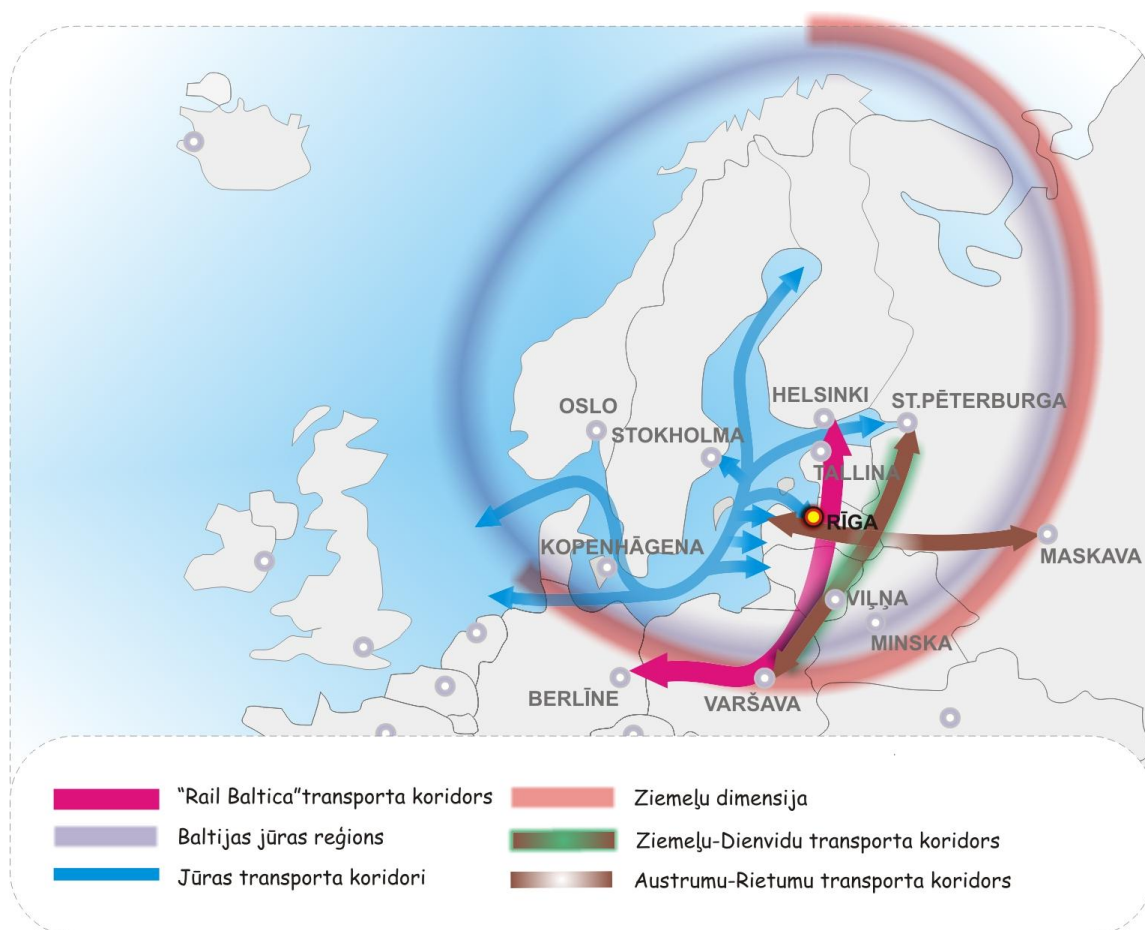 HELSINKI
ST.PĒTERBURGA
OSLO
STOKHOLMA
TALLINA
RĪGA
KOPENHĀGENA
MASKAVA
VIĻŅA
MINSKA
BERLĪNE
VARŠAVA
"Rail Baltica"transporta koridors
Baltijas jūras reģions
Jūras transporta koridori
Ziemeļu dimensija
Ziemeļu-Dienvidu transporta koridors
Austrumu-Rietumu transporta koridors